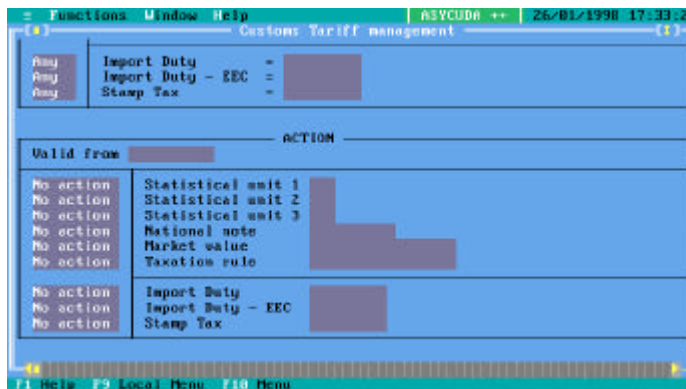 ≡ Functions Window Help ASYCUDA ++ 26/01/1998 17:33:2
Customs Tariff management
Any Import Duty =
Any Import Duty - EEC =
Any Stamp Tax =
ACTION
Valid from
No action Statistical unit 1
No action Statistical unit 2
No action Statistical unit 3
No action National note
No action Market value
No action Taxation rule
No action Import Duty
No action Import Duty - EEC
No action Stamp Tax
F1 Help F9 Local Menu F10 Menu